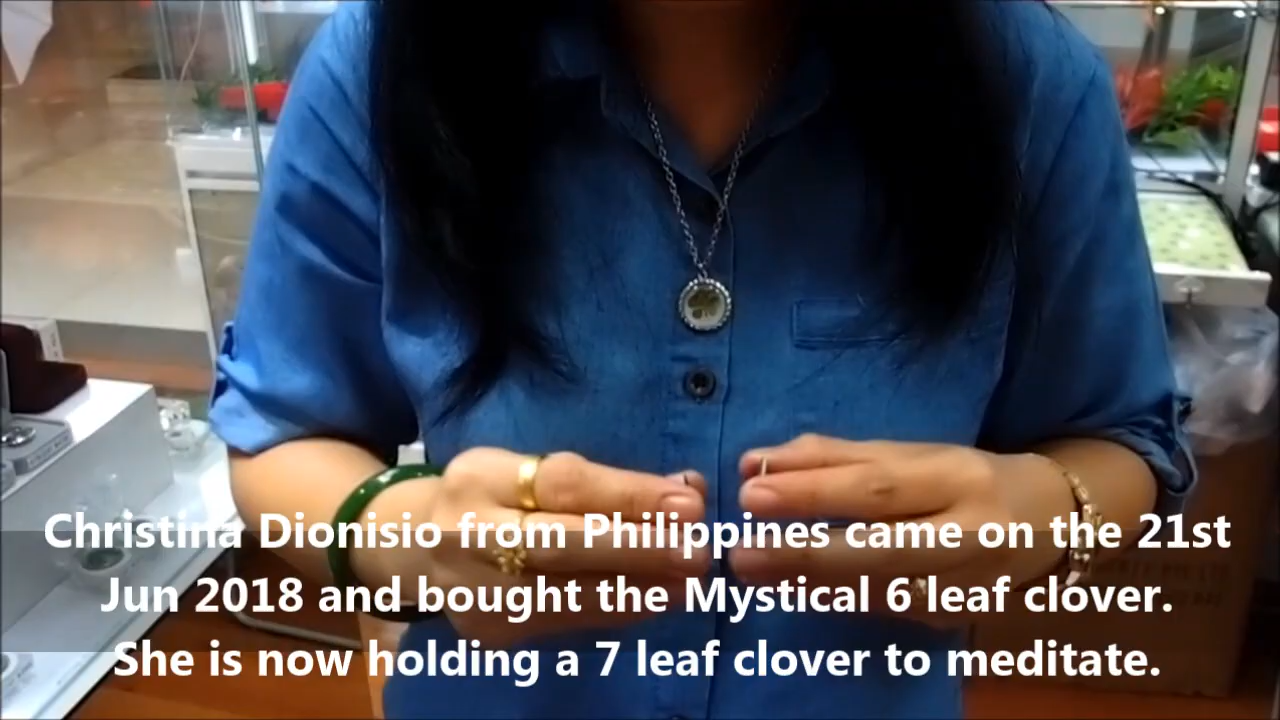 Christina Dionisio from Philippines came on the 21st
Jun 2018 and bought the Mystical 6 leaf clover.
She is now holding a 7 leaf clover to meditate.